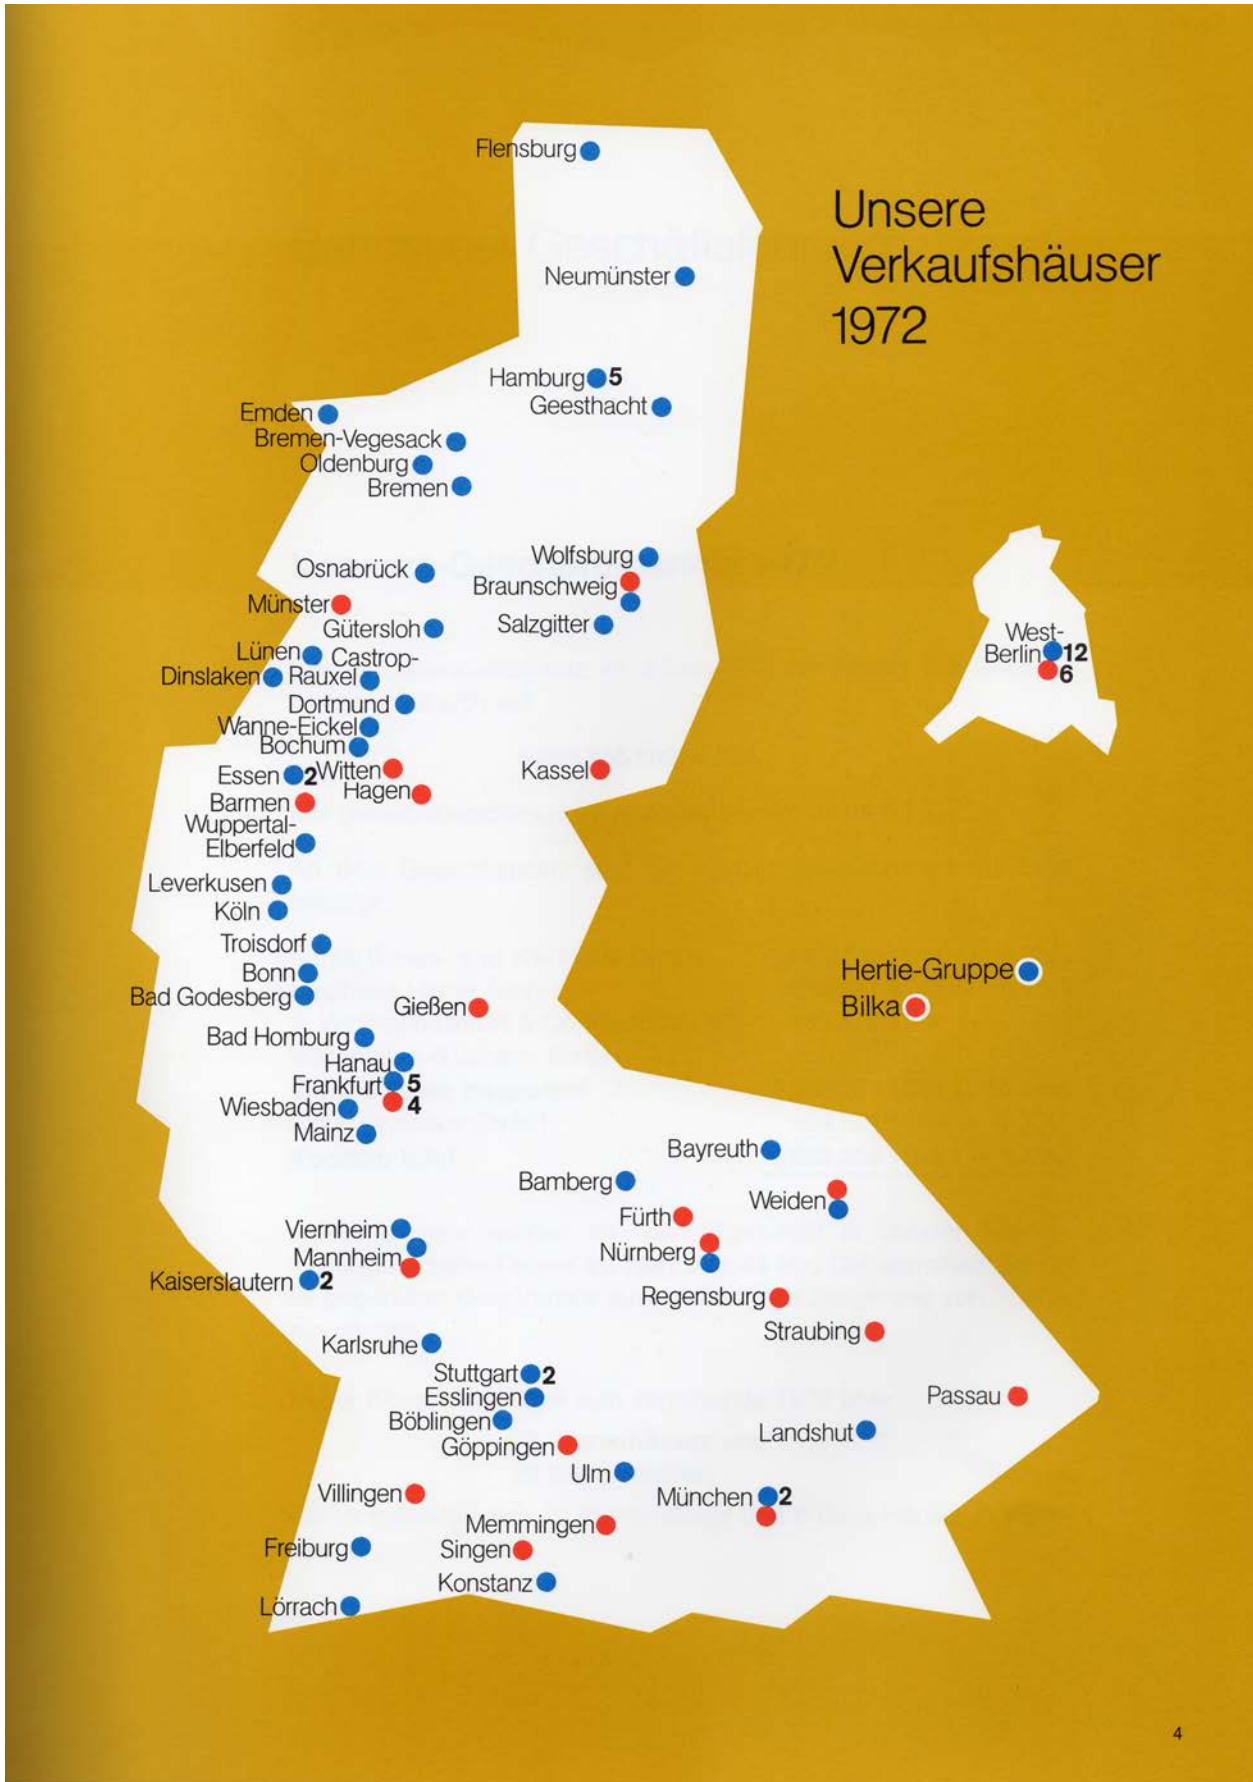 Unsere
Verkaufshäuser
1972
Flensburg
Neumünster
Hamburg 5
Geesthacht
Emden
Bremen-Vegesack
Oldenburg
Bremen
Wolfsburg
Osnabrück
Braunschweig
Münster
Gütersloh
Salzgitter
Lünen
Castrop-
Rauxel
Dinslaken
Dortmund
Wanne-Eickel
Bochum
Essen 2
Witten
Kassel
Hagen
Barmen
Wuppertal-
Elberfeld
Leverkusen
Köln
Troisdorf
Bonn
Bad Godesberg
Gießen
Bad Homburg
Hanau
Frankfurt 5
4
Wiesbaden
Mainz
Bayreuth
Bamberg
Weiden
Fürth
Viernheim
Nürnberg
Mannheim
Kaiserslautern 2
Regensburg
Straubing
Karlsruhe
Stuttgart 2
Esslingen
Passau
Böblingen
Landshut
Göppingen
Ulm
Villingen
München 2
Memmingen
Freiburg
Singen
Konstanz
Lörrach
West-
Berlin 12
6
Hertie-Gruppe
Bilka
4